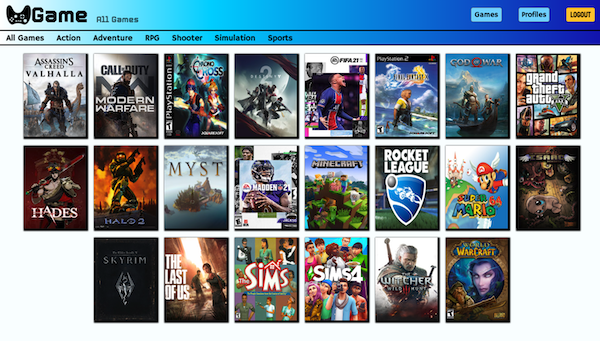 Game All Games
Games
Profiles
LOGOUT
All Games Action Adventure RPG Shooter Simulation Sports
ASSASSIN'S
CREED
VALHALLA
CALL DUTY
MODERN
WARFARE
PlayStation
CHRONO
CROSS
SQUARESOFT
FIFA 21
PlayStation 2
FINAL FANTASY X
SQUARESOFT
GOD OF WAR
grand
theft
auto
HADES
HALO 2
MYST
MADDEN 21
MINECRAFT
ROCKET
LEAGUE
SUPER
MARIO 64
SKYRIM
THE
LAST
OF US
The
SIMS
THE SIMS 4
THE
WITCHER
WILD HUNT
WORLD
OF
WARCRAFT